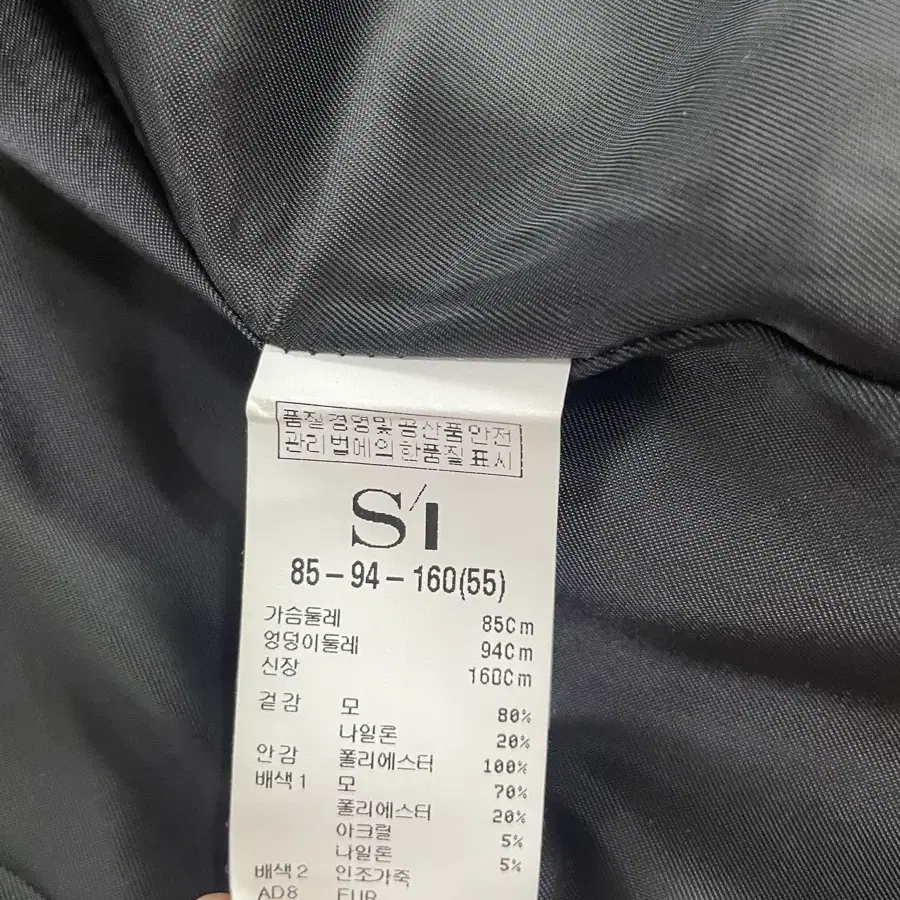 품질경영및공산품안전
관리법에의한품질표시
S/I
85-94-160(55)
가슴둘레 85Cm
엉덩이둘레 94Cm
신장 160Cm
겉감 모 80%
나일론 20%
안감 폴리에스터 100%
배색1 모 70%
폴리에스터 20%
아크릴 5%
나일론 5%
배색2 인조가죽
AD8 EUR